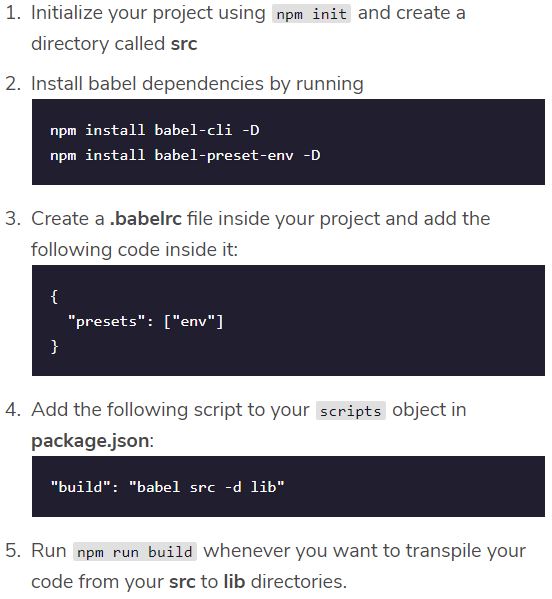 1. Initialize your project using npm init and create a
directory called src
2. Install babel dependencies by running
npm install babel-cli -D
npm install babel-preset-env -D
3. Create a .babelrc file inside your project and add the
following code inside it:
{
  "presets": ["env"]
}
4. Add the following script to your scripts object in
package.json:
"build": "babel src -d lib"
5. Run npm run build whenever you want to transpile your
code from your src to lib directories.